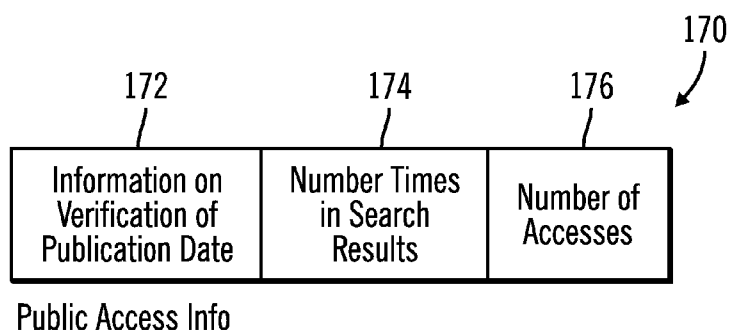 170
172 174 176
Information on Verification of Publication Date
Number Times in Search Results
Number of Accesses
Public Access Info